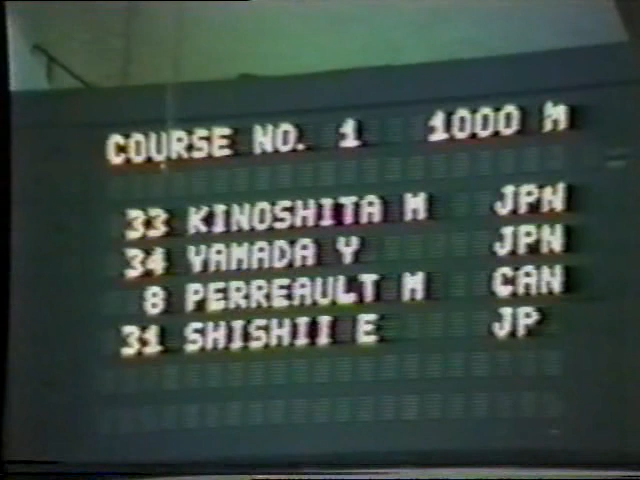 COURSE NO. 1 1000 M
33 KINOSHITA M JPN
34 YAMADA Y JPN
8 PERREAULT M CAN
31 SHISHII E JP